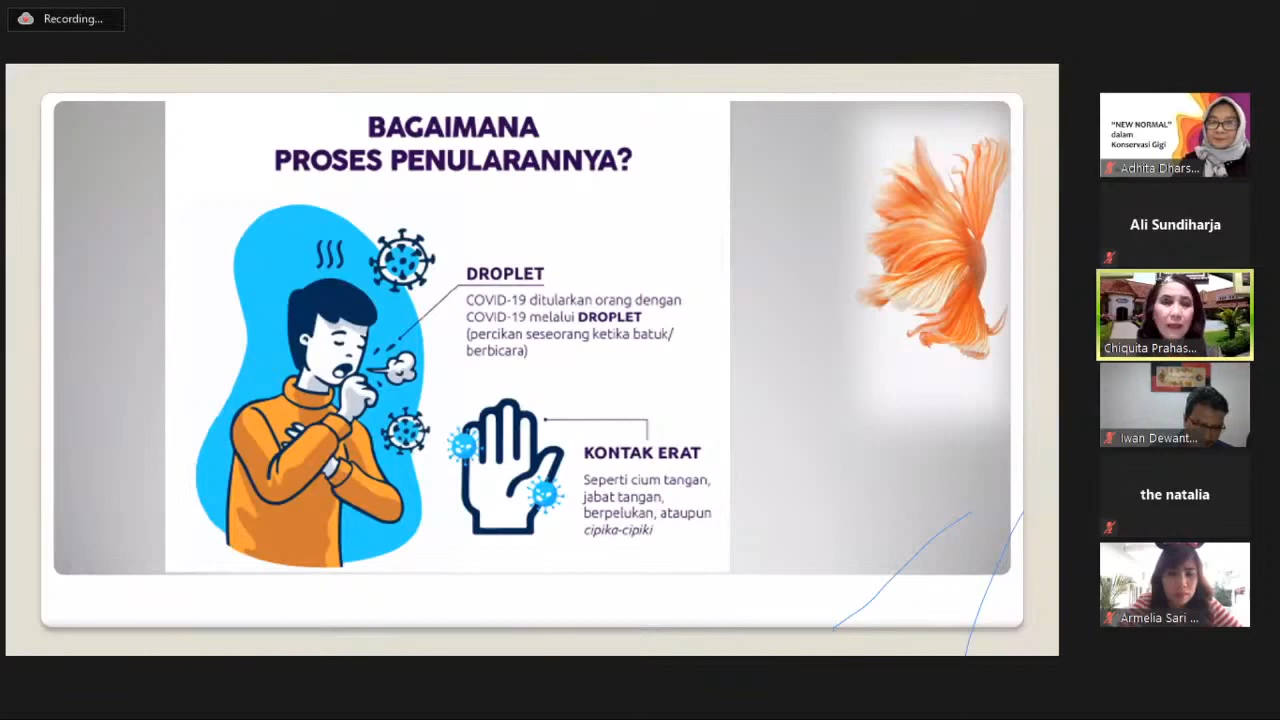 Recording...
BAGAIMANA
PROSES PENULARANNYA?
DROPLET
COVID-19 ditularkan orang dengan
COVID-19 melalui DROPLET
(percikan seseorang ketika batuk/
berbicara)
KONTAK ERAT
Seperti cium tangan,
jabat tangan,
berpelukan, ataupun
cipika-cipiki
"NEW NORMAL"
dalam
Konservasi Gigi
Adhita Dhars...
Ali Sundiharja
Chiquita Prahas...
Iwan Dewant...
the natalia
Armelia Sari ...